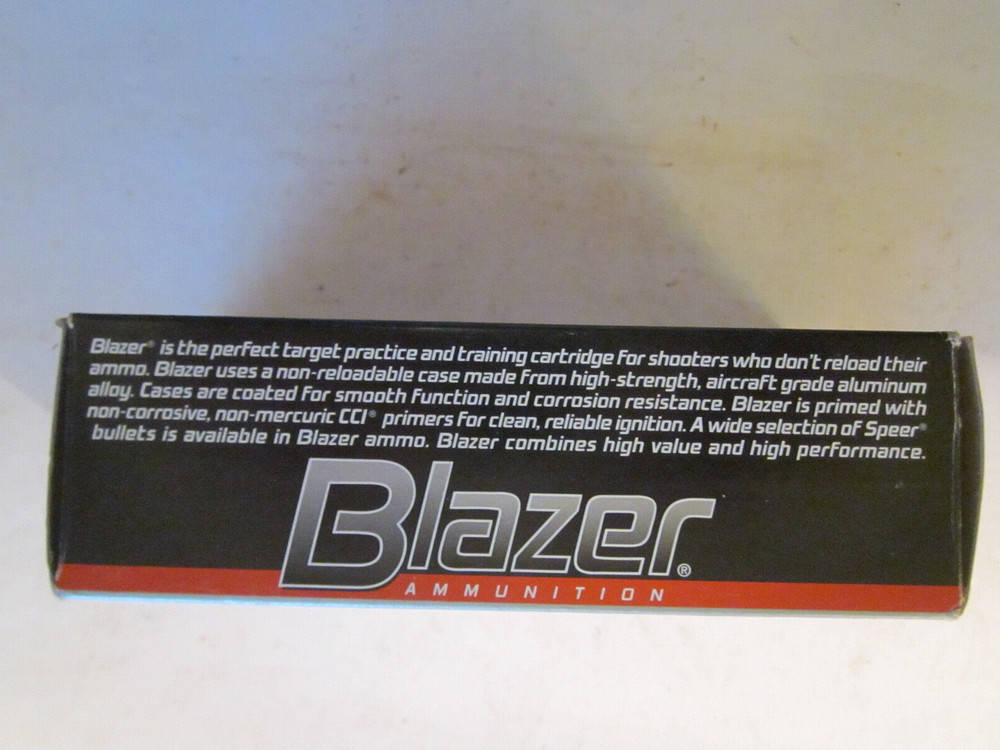 Blazer® is the perfect target practice and training cartridge for shooters who don't reload their
ammo. Blazer uses a non-reloadable case made from high-strength, aircraft grade aluminum
alloy. Cases are coated for smooth function and corrosion resistance. Blazer is primed with
non-corrosive, non-mercuric CCI® primers for clean, reliable ignition. A wide selection of Speer®
bullets is available in Blazer ammo. Blazer combines high value and high performance.
Blazer®
AMMUNITION